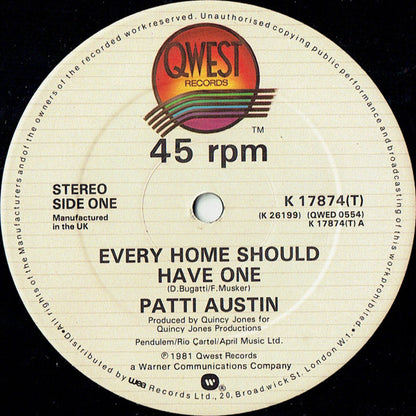 All rights of the Manufacturers and of the owners of the recorded work reserved. Unauthorised copying public performance and broadcasting of this work prohibited.
QWEST
RECORDS
™
45 rpm
STEREO
SIDE ONE
Manufactured
in the UK
K 17874(T)
(K 26199) (QWED 0554)
K 17874(T) A
EVERY HOME SHOULD
HAVE ONE
(D.Bugatti/F.Musker)
PATTI AUSTIN
Produced by Quincy Jones for
Quincy Jones Productions
Pendulem/Rio Cartel/April Music Ltd.
℗ 1981 Qwest Records
a Warner Communications Company
•Distributed by wea Records Ltd., 20, Broadwick St. London W1.•